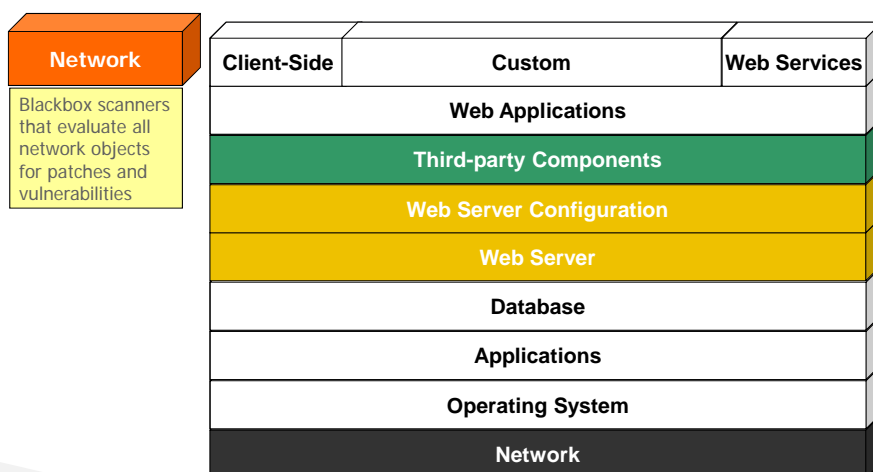 Network
Blackbox scanners
that evaluate all
network objects
for patches and
vulnerabilities
Client-Side
Custom
Web Services
Web Applications
Third-party Components
Web Server Configuration
Web Server
Database
Applications
Operating System
Network